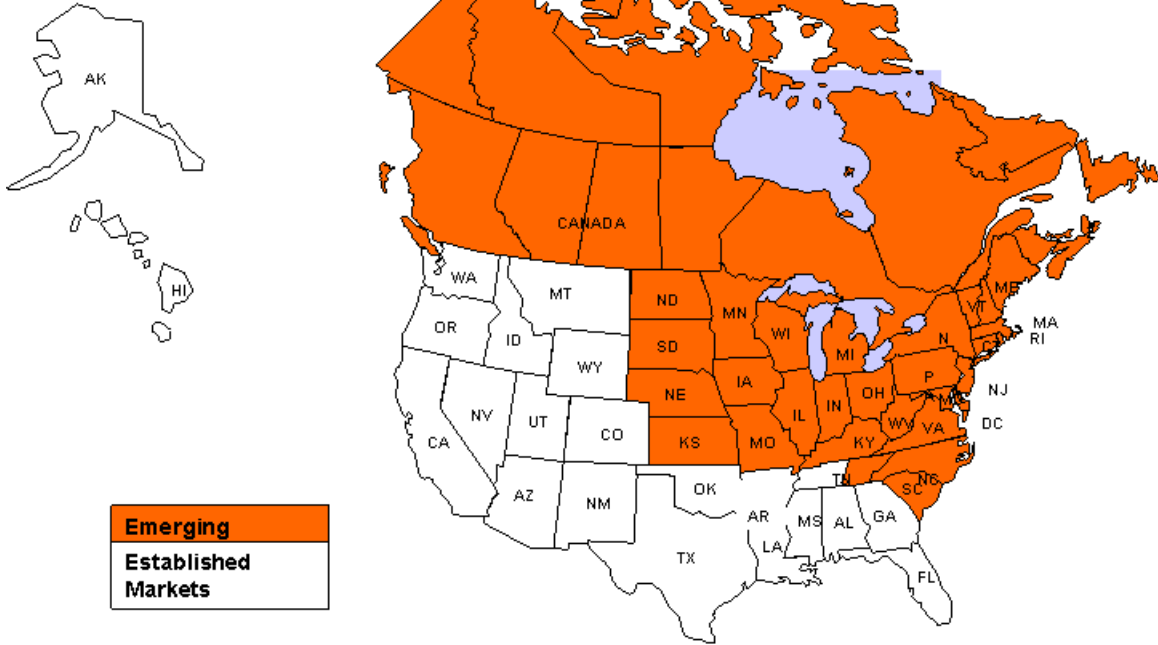 AK
HI
CANADA
WA
MT
ND
MN
ME
VT
MA
RI
OR
ID
SD
WI
MI
N
WY
IA
NE
P
NJ
NV
UT
CO
CA
KS
MO
IL
IN
OH
WV
VA
DC
KY
AZ
NM
OK
TN
NC
SC
AR
MS
AL
GA
LA
TX
FL
Emerging
Established
Markets